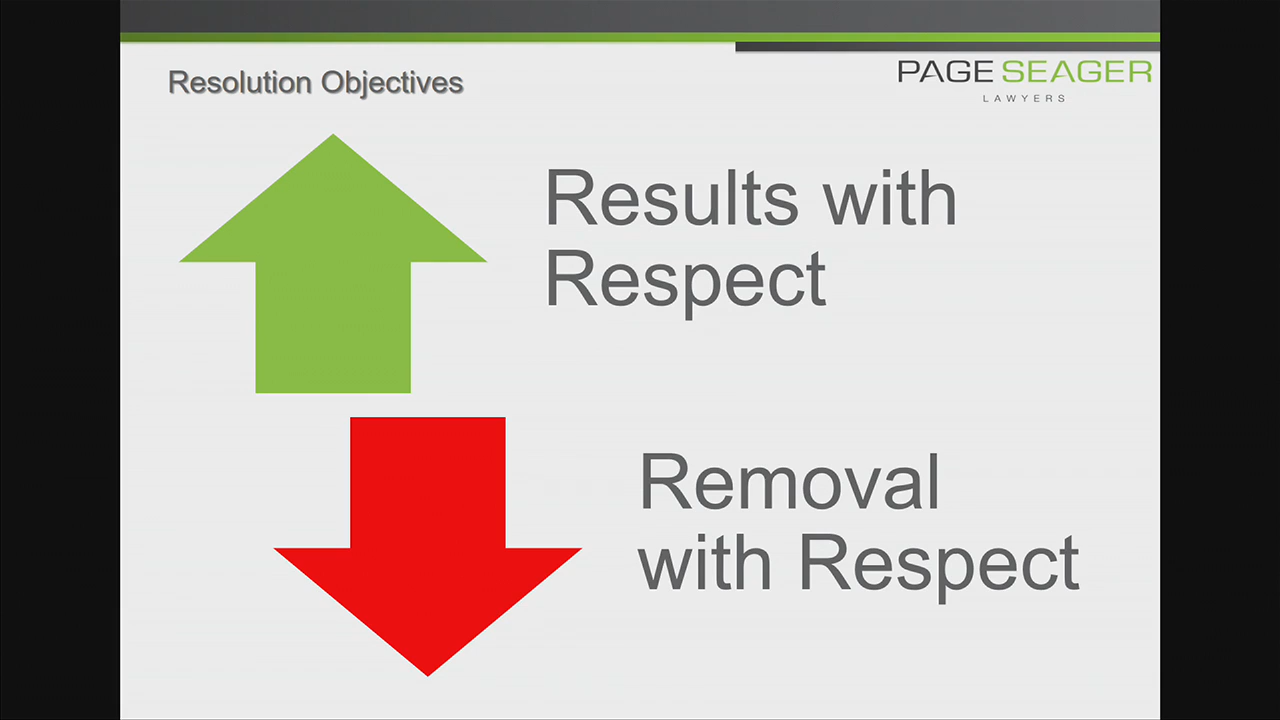 Resolution Objectives
PAGE SEAGER
LAWYERS
Results with
Respect
Removal
with Respect